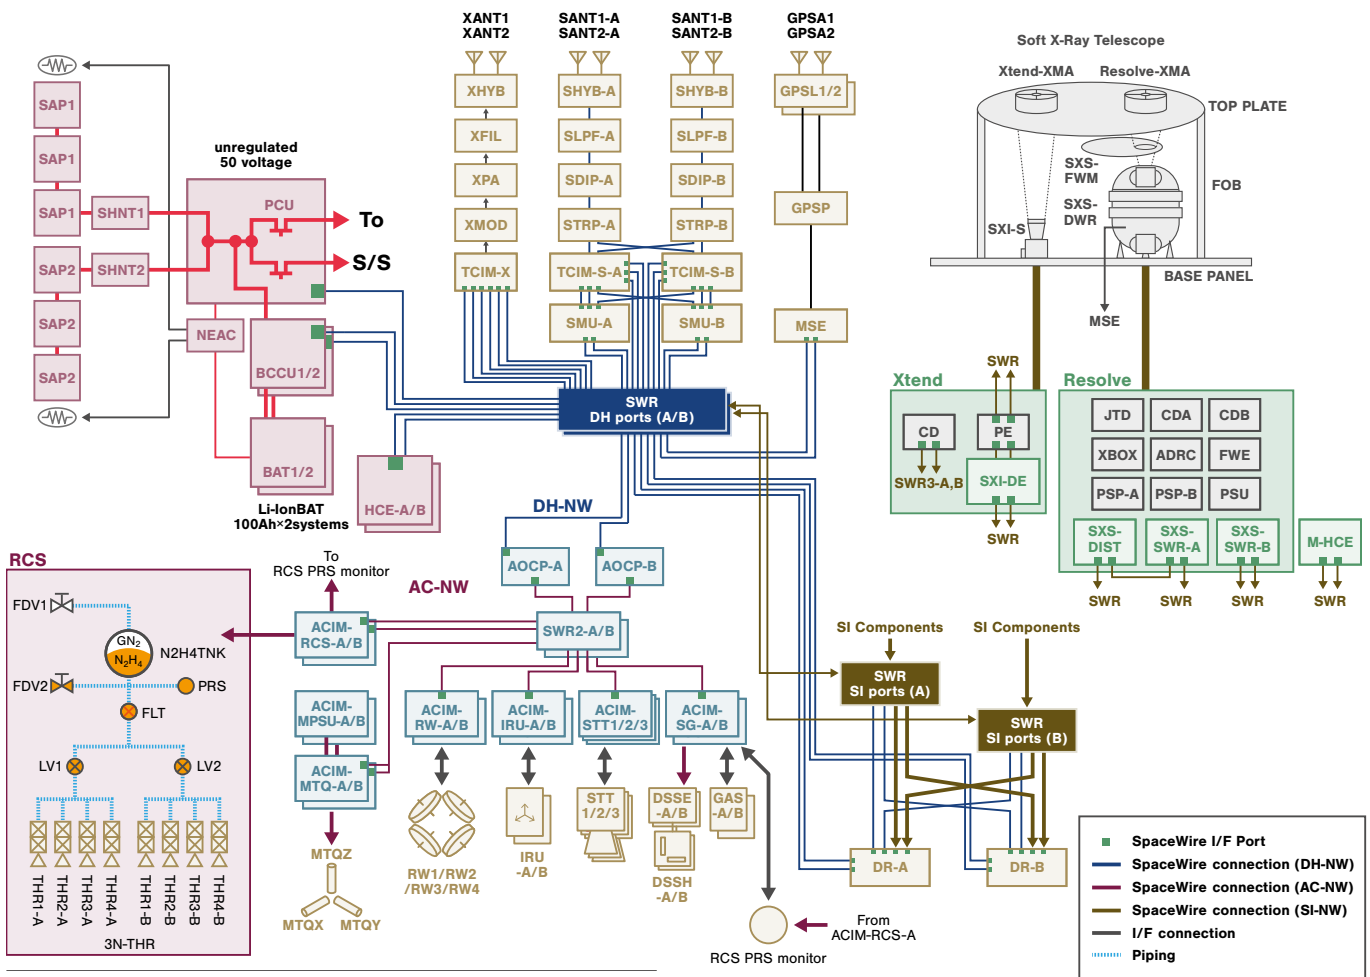 XANT1
XANT2
SANT1-A
SANT2-A
SANT1-B
SANT2-B
GPSA1
GPSA2
XHYB
XFIL
XPA
XMOD
TCIM-X
SHYB-A
SLPF-A
SDIP-A
STRP-A
TCIM-S-A
SMU-A
SHYB-B
SLPF-B
SDIP-B
STRP-B
TCIM-S-B
SMU-B
GPSL1/2
GPSP
MSE
SAP1
SAP1
SAP1
SAP2
SAP2
SAP2
SHNT1
SHNT2
unregulated
50 voltage
PCU
To
S/S
NEAC
BCCU1/2
BAT1/2
Li-IonBAT
100Ah×2systems
HCE-A/B
SWR
DH ports (A/B)
DH-NW
Soft X-Ray Telescope
Xtend-XMA
Resolve-XMA
TOP PLATE
SXS-
FWM
SXS-
DWR
FOB
SXI-S
BASE PANEL
MSE
Xtend
SWR
CD
PE
SWR3-A,B
SXI-DE
SWR
Resolve
JTD
CDA
CDB
XBOX
ADRC
FWE
PSP-A
PSP-B
PSU
SXS-
DIST
SXS-
SWR-A
SXS-
SWR-B
M-HCE
SWR
SWR
SWR
SWR
RCS
FDV1
GN2
N2H4
N2H4TNK
FDV2
PRS
FLT
LV1
LV2
THR1-A
THR2-A
THR3-A
THR4-A
THR1-B
THR2-B
THR3-B
THR4-B
3N-THR
To
RCS PRS monitor
AC-NW
ACIM-
RCS-A/B
ACIM-
MPSU-A/B
ACIM-
MTQ-A/B
MTQZ
MTQX
MTQY
AOCP-A
AOCP-B
SWR2-A/B
ACIM-
RW-A/B
ACIM-
IRU-A/B
ACIM-
STT1/2/3
ACIM-
SG-A/B
RW1/RW2
/RW3/RW4
IRU
-A/B
STT
1/2/3
DSSE
-A/B
DSSH
-A/B
GAS
-A/B
From
ACIM-RCS-A
RCS PRS monitor
SI Components
SI Components
SWR
SI ports (A)
SWR
SI ports (B)
DR-A
DR-B
SpaceWire I/F Port
SpaceWire connection (DH-NW)
SpaceWire connection (AC-NW)
SpaceWire connection (SI-NW)
I/F connection
Piping